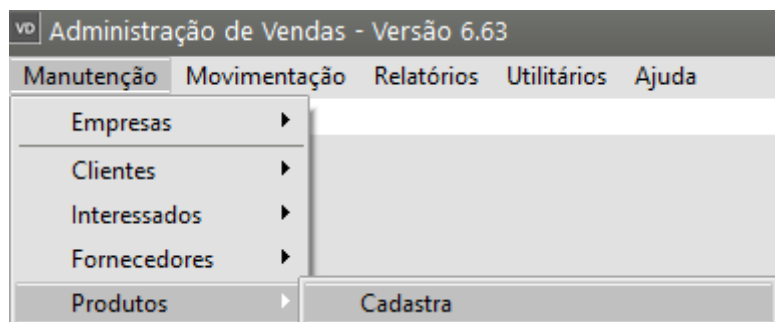 VD Administração de Vendas - Versão 6.63
Manutenção Movimentação Relatórios Utilitários Ajuda
Empresas
Clientes
Interessados
Fornecedores
Produtos Cadastra